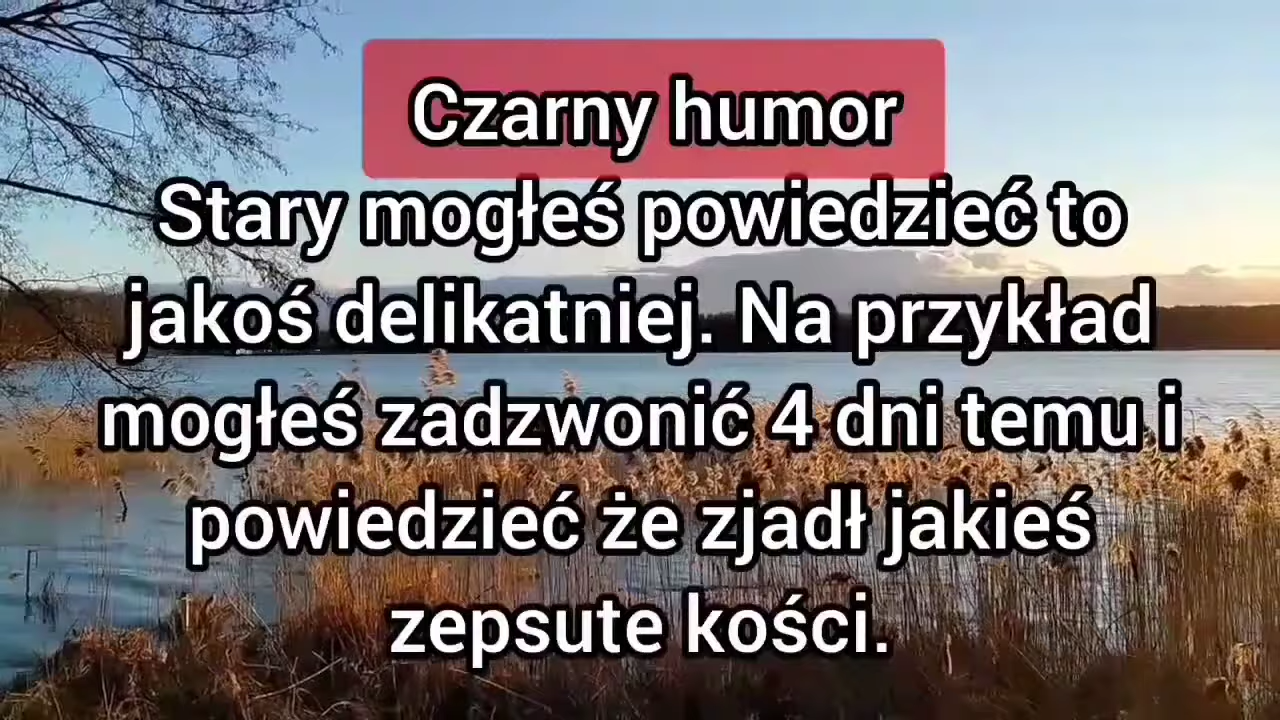 Czarny humor
Stary mogłeś powiedzieć to
jakoś delikatniej. Na przykład
mogłeś zadzwonić 4 dni temu i
powiedzieć że zjadł jakieś
zepsute kości.